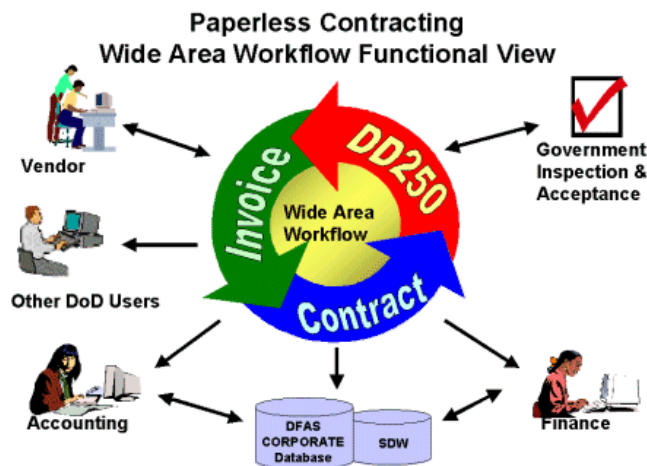 Paperless Contracting
Wide Area Workflow Functional View
Vendor
Invoice
DD250
Government
Inspection &
Acceptance
Wide Area
Workflow
Other DoD Users
Contract
Accounting
DFAS
CORPORATE
Database
SDW
Finance